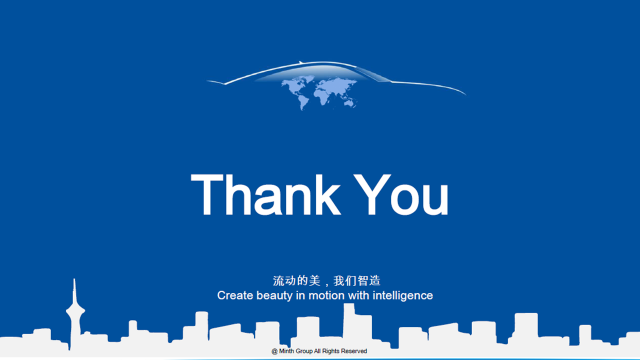 Thank You
流动的美，我们智造
Create beauty in motion with intelligence
@ Minth Group All Rights Reserved